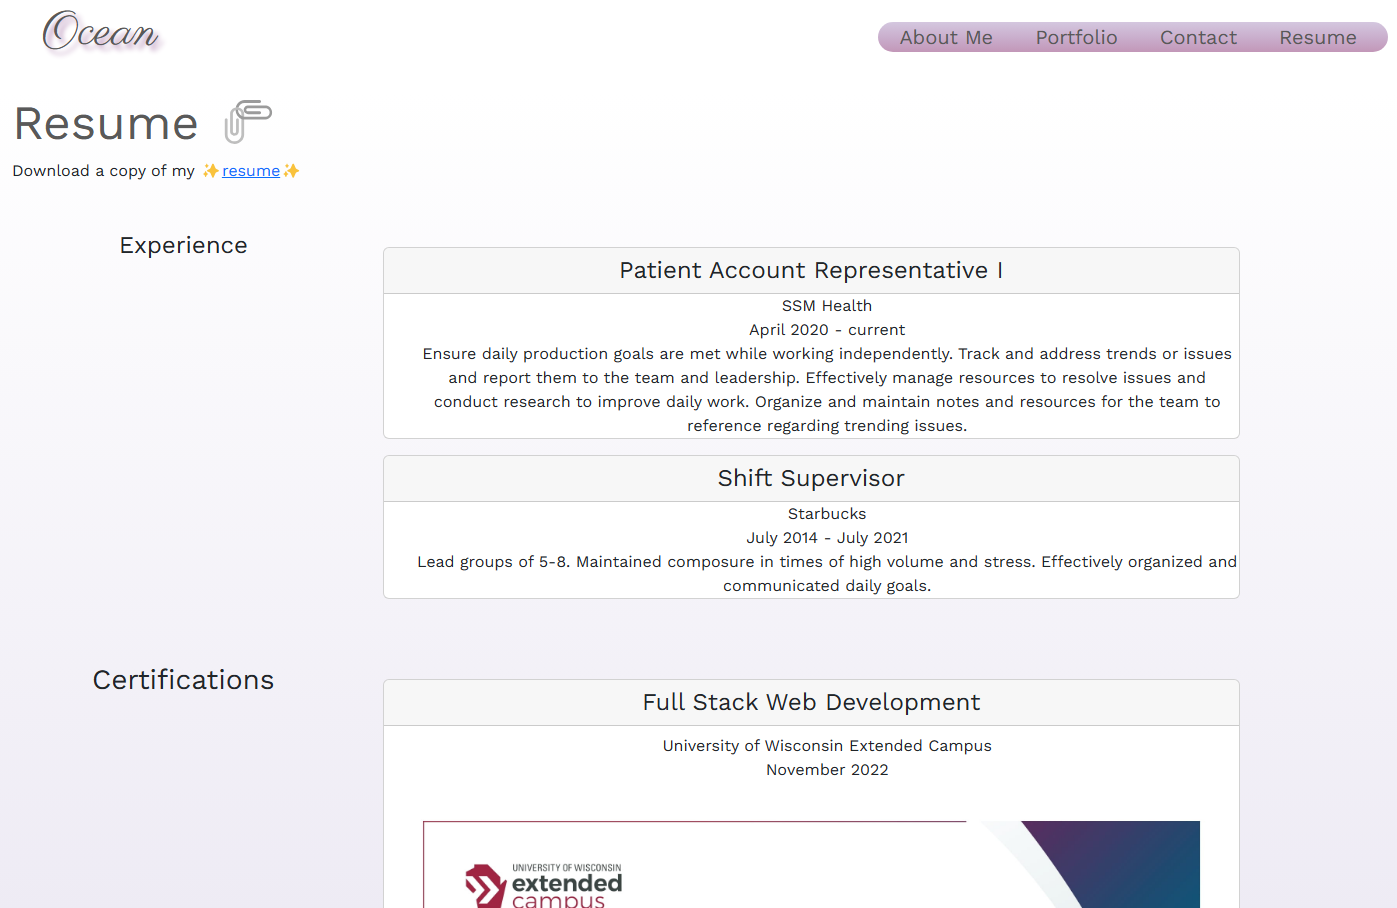 Ocean
About Me Portfolio Contact Resume
Resume
Download a copy of my ✨resume✨
Experience
Patient Account Representative I
SSM Health
April 2020 - current
Ensure daily production goals are met while working independently. Track and address trends or issues
and report them to the team and leadership. Effectively manage resources to resolve issues and
conduct research to improve daily work. Organize and maintain notes and resources for the team to
reference regarding trending issues.
Shift Supervisor
Starbucks
July 2014 - July 2021
Lead groups of 5-8. Maintained composure in times of high volume and stress. Effectively organized and
communicated daily goals.
Certifications
Full Stack Web Development
University of Wisconsin Extended Campus
November 2022
UNIVERSITY OF WISCONSIN
extended
campus